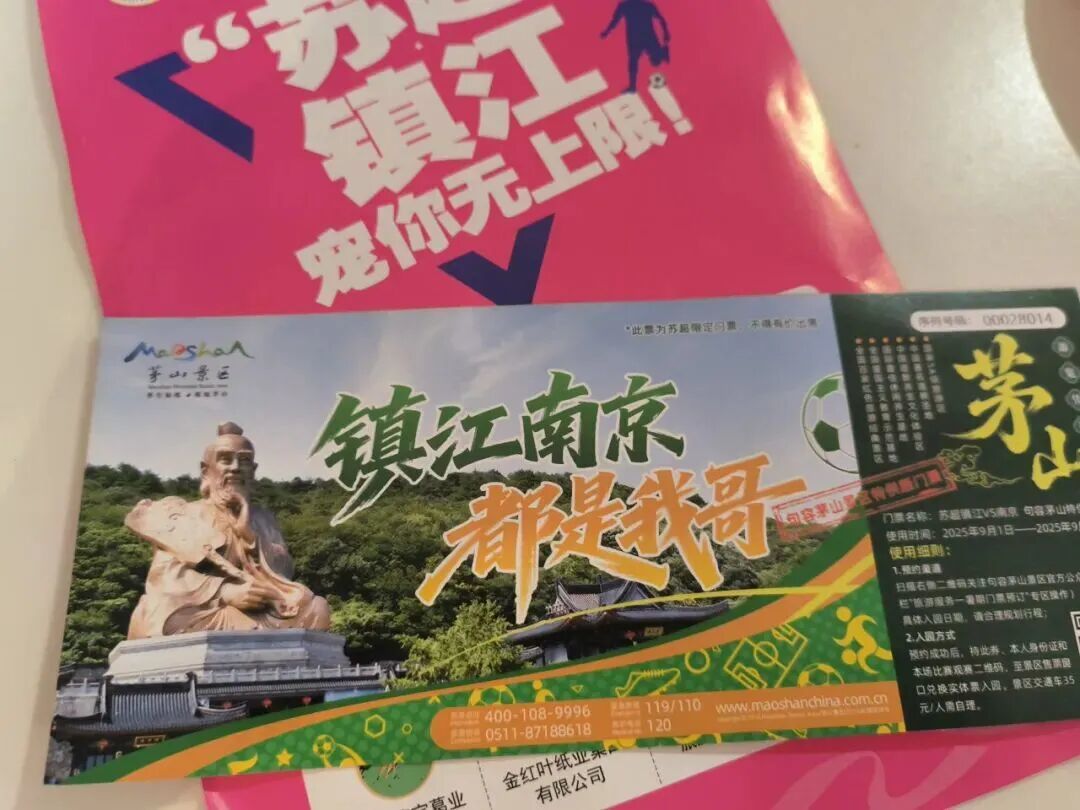 “苏超
镇江
宠你无上限！
MaoshaN
茅山景区
*此票为苏超限定门票，不得有价出售
镇江南京
都是我哥
句容茅山景区特供版门票
400-108-9996
0511-87188618
119/110
120
www.maoshanchina.com.cn
序列号码： 00028014
茅山
门票名称：苏超镇江VS南京 句容茅山特供
使用时间：2025年9月1日——2025年9
使用细则：
1.预约渠道
扫描右侧二维码关注句容茅山景区官方公
栏“旅游服务—暑期门票预订”专区操作）
具体入园日期，请合理规划行程；
2.入园方式
预约成功后，持此券、本人身份证和
本场比赛观赛二维码，至景区售票窗
口兑换实体票入园，景区交通车35
元/人需自理。
葛业
金红叶纸业集
有限公司